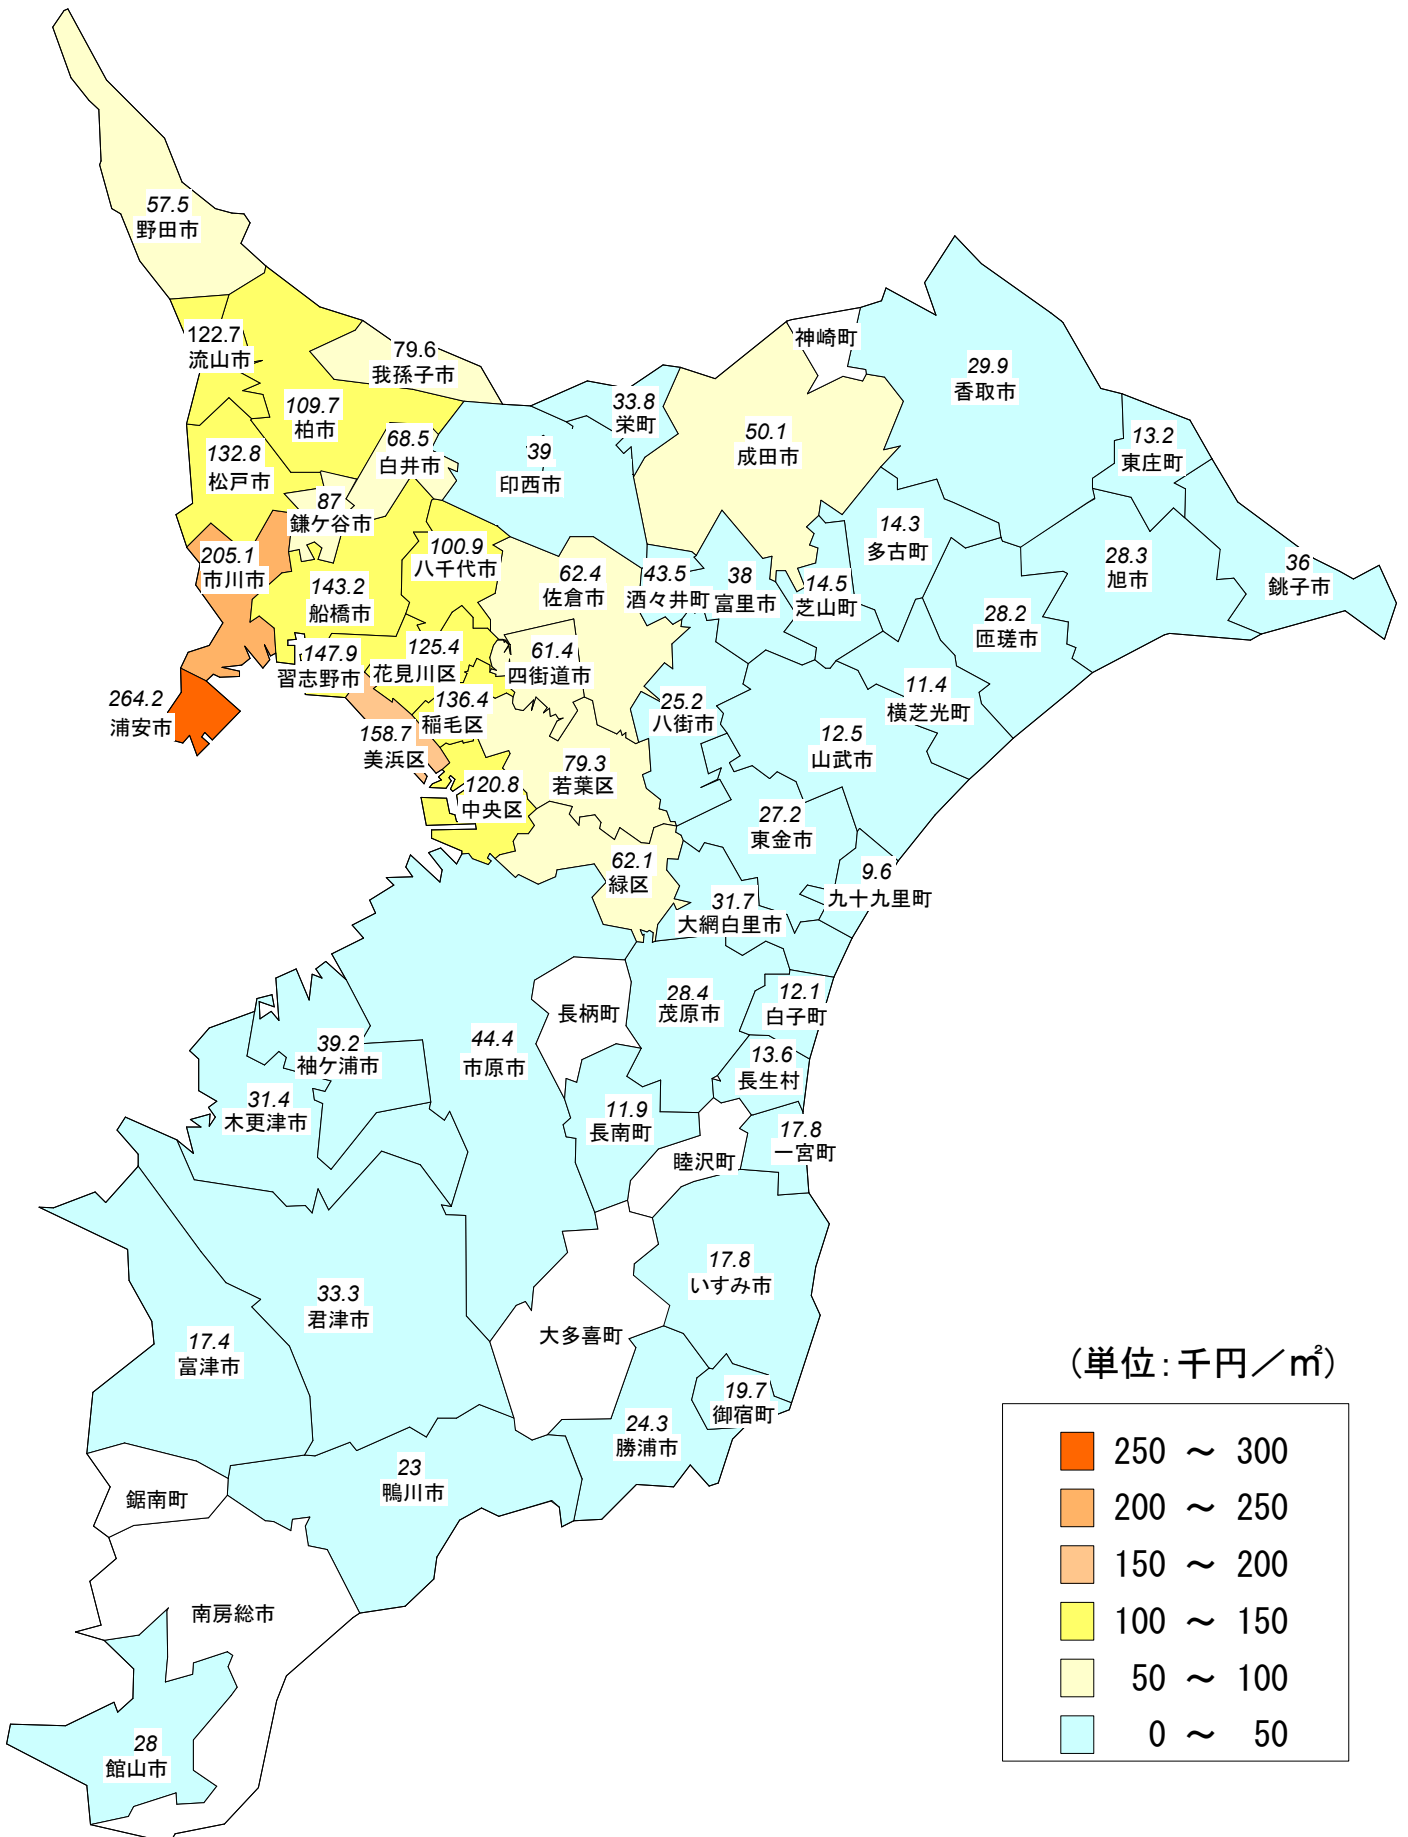 57.5
野田市
122.7
流山市
79.6
我孫子市
109.7
柏市
132.8
松戸市
68.5
白井市
87
鎌ケ谷市
205.1
市川市
143.2
船橋市
100.9
八千代市
39
印西市
33.8
栄町
50.1
成田市
神崎町
29.9
香取市
13.2
東庄町
14.3
多古町
28.3
旭市
36
銚子市
62.4
佐倉市
43.5
酒々井町
38
富里市
14.5
芝山町
28.2
匝瑳市
264.2
浦安市
147.9
習志野市
125.4
花見川区
61.4
四街道市
136.4
稲毛区
158.7
美浜区
25.2
八街市
11.4
横芝光町
12.5
山武市
120.8
中央区
79.3
若葉区
27.2
東金市
62.1
緑区
9.6
九十九里町
31.7
大網白里市
28.4
茂原市
12.1
白子町
長柄町
44.4
市原市
39.2
袖ケ浦市
31.4
木更津市
13.6
長生村
11.9
長南町
17.8
一宮町
睦沢町
17.8
いすみ市
33.3
君津市
17.4
富津市
大多喜町
19.7
御宿町
24.3
勝浦市
23
鴨川市
鋸南町
南房総市
28
館山市
（単位：千円／㎡）
250 ～ 300
200 ～ 250
150 ～ 200
100 ～ 150
50 ～ 100
0 ～ 50